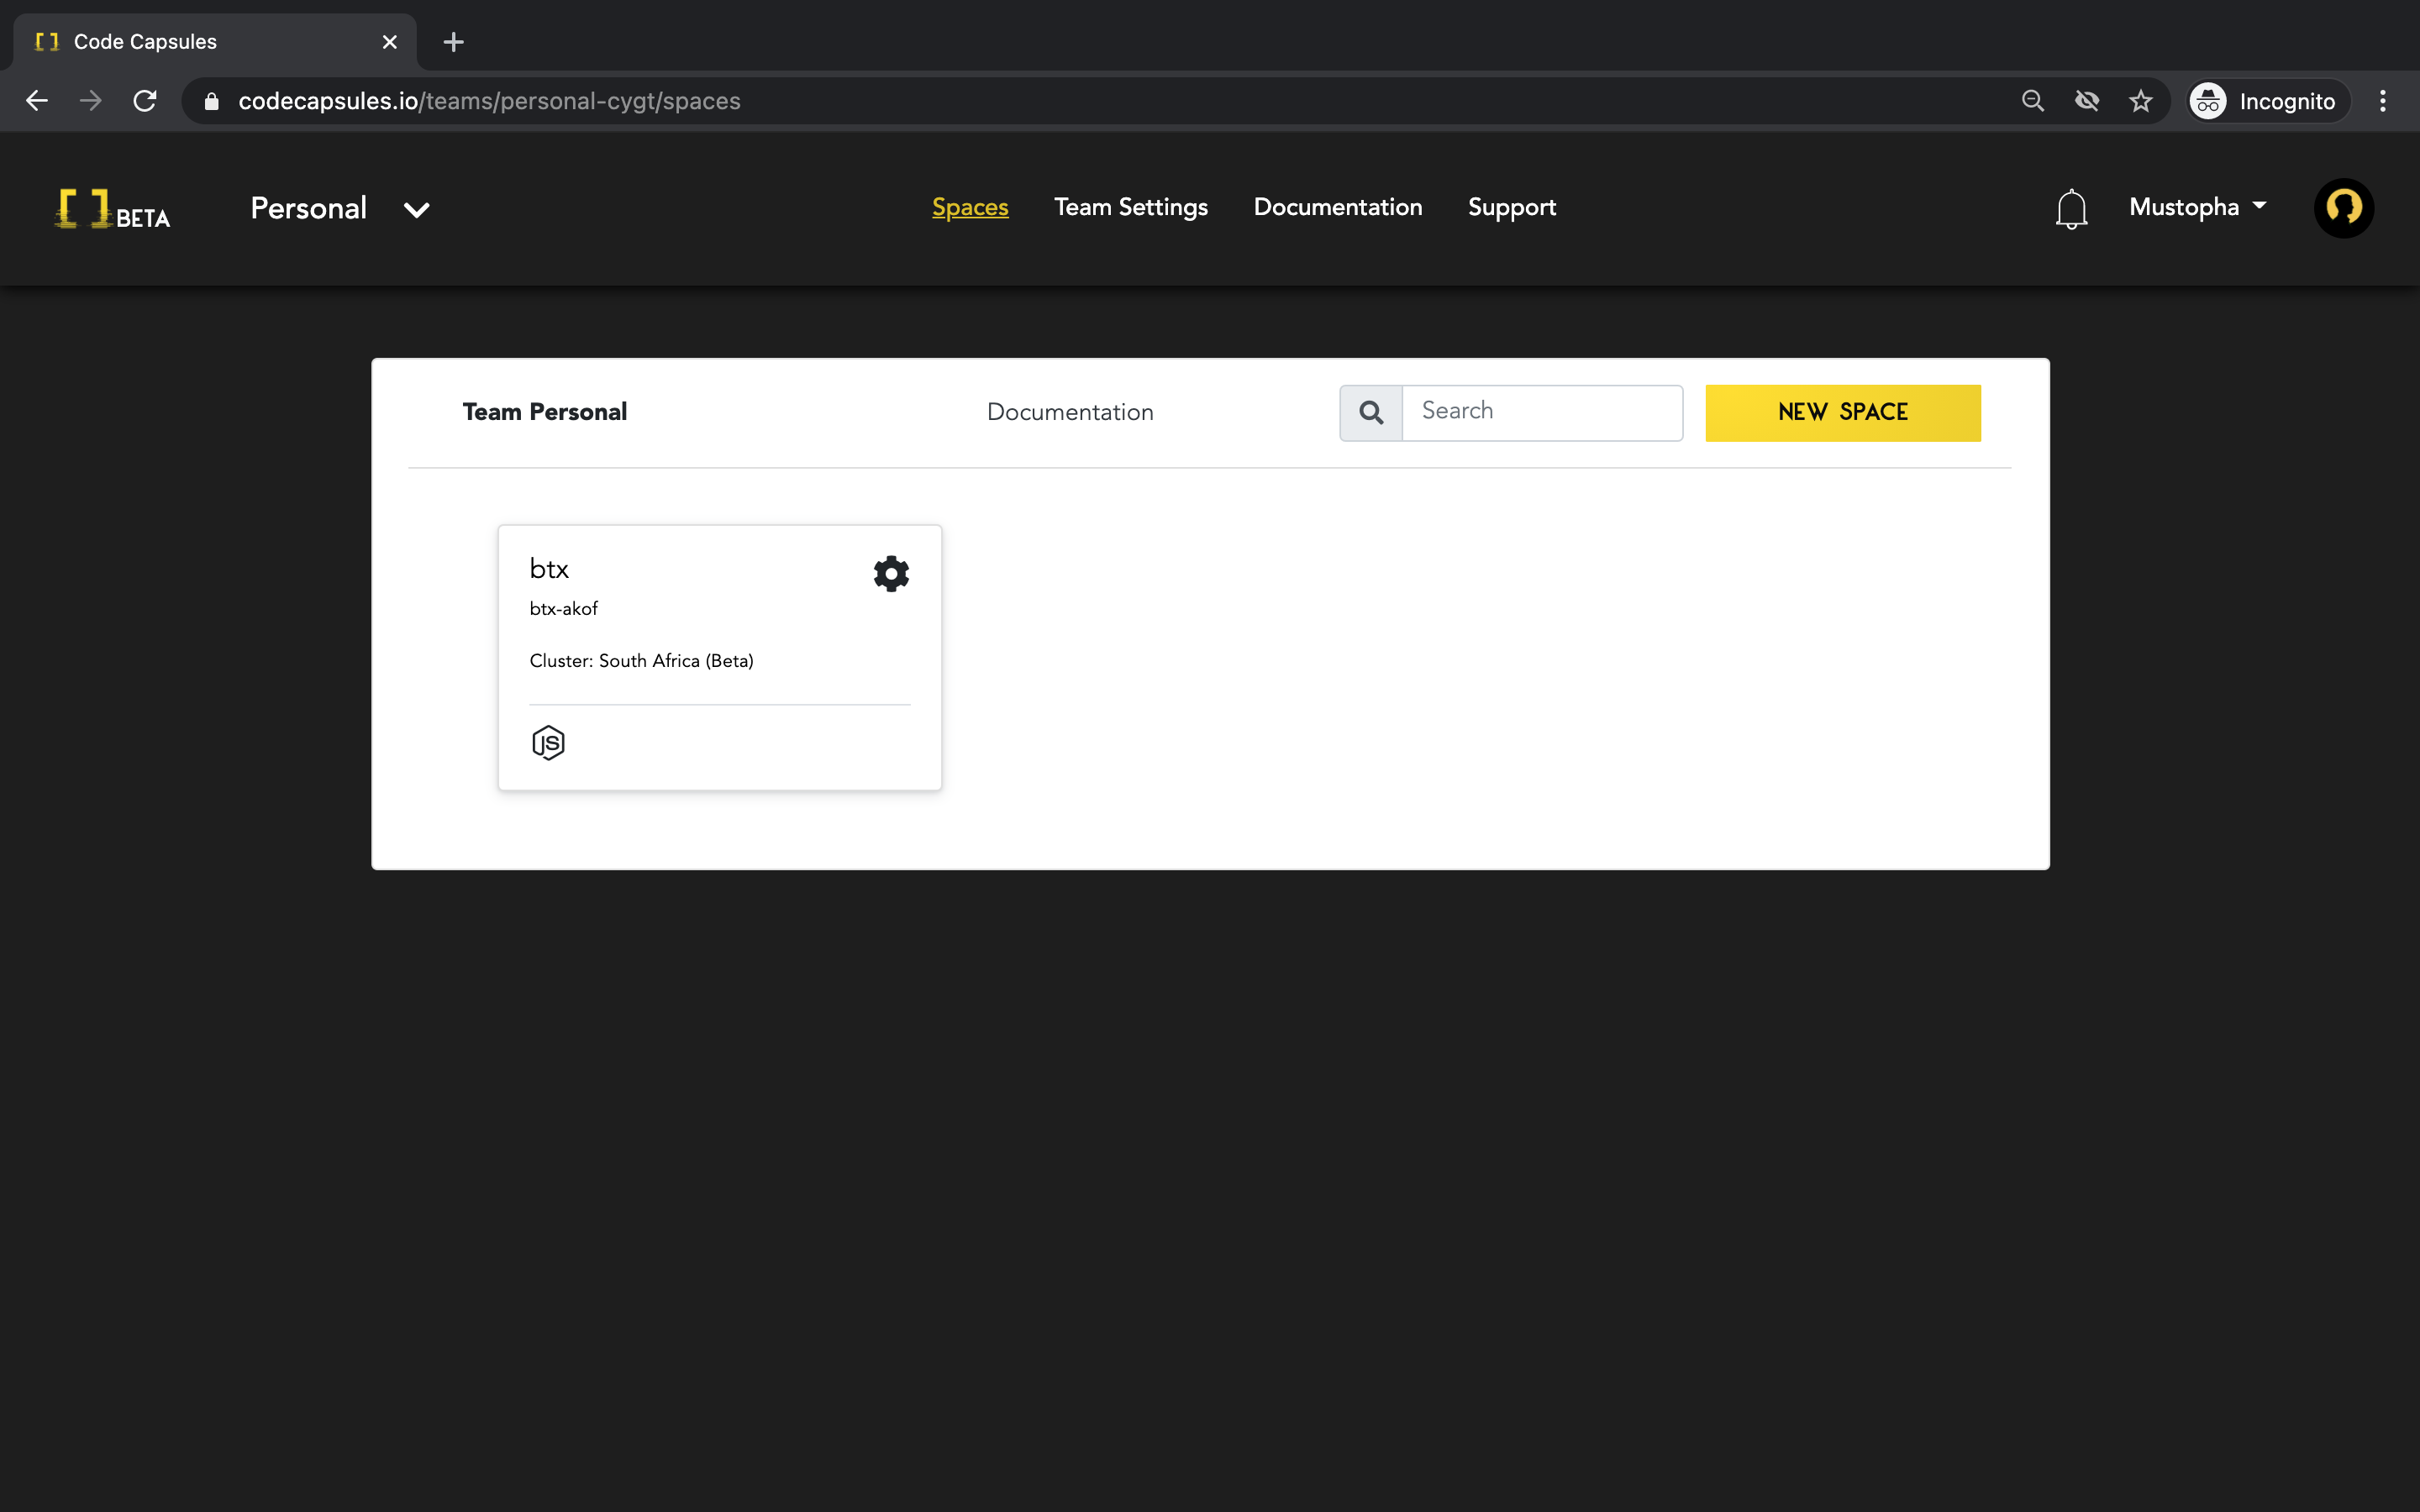 Code Capsules
codecapsules.io/teams/personal-cygt/spaces
Incognito
BETA
Personal
Spaces
Team Settings
Documentation
Support
Mustopha
Team Personal
Documentation
Search
NEW SPACE
btx
btx-akof
Cluster: South Africa (Beta)
JS